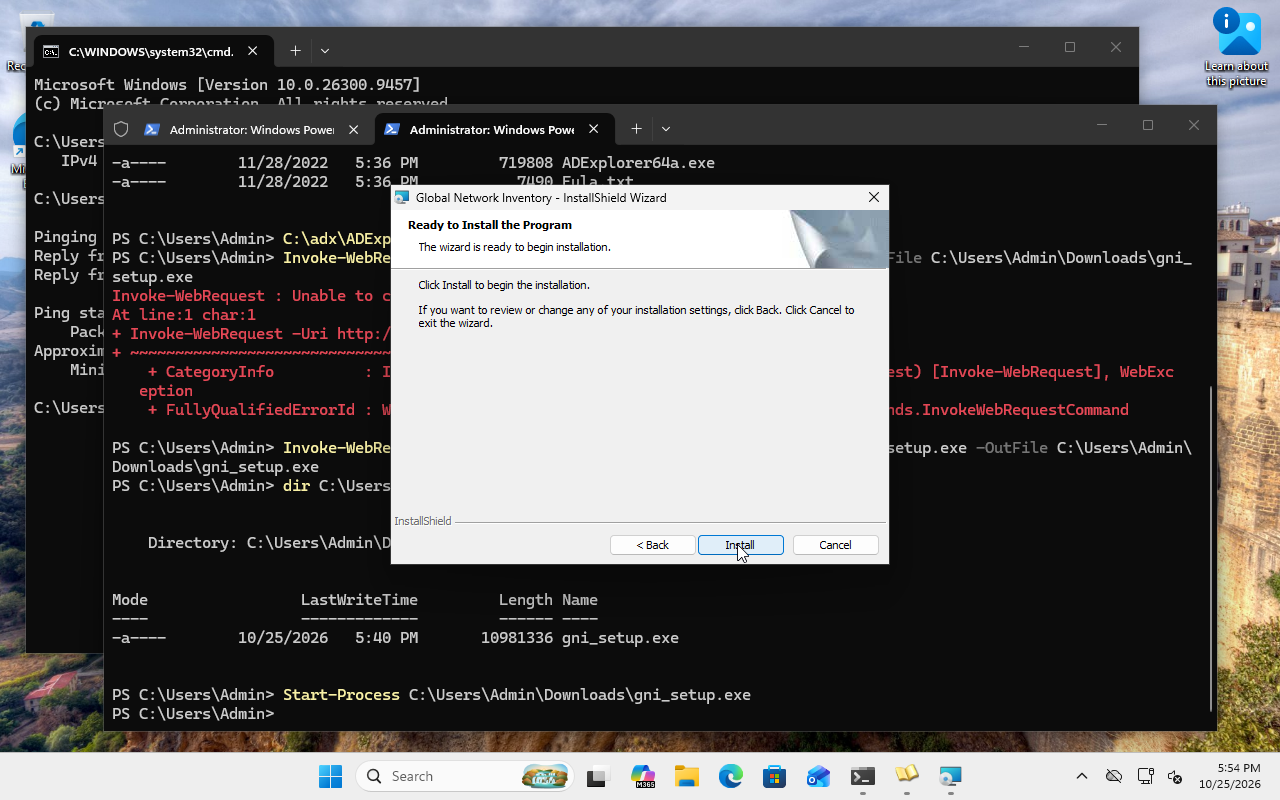 Learn about
this picture
C:\WINDOWS\system32\cmd.
Microsoft Windows [Version 10.0.26300.9457]
(c) Microsoft Corporation. All rights reserved
C:\Users
IPv4
C:\Users
Pinging
Reply fr
Reply fr
Ping sta
Pack
Approxim
Mini
C:\Users
Administrator: Windows Power
Administrator: Windows Powe
-a---- 11/28/2022 5:36 PM 719808 ADExplorer64a.exe
-a---- 11/28/2022 5:36 PM 7490 Eula.txt
PS C:\Users\Admin> C:\adx\ADExp
PS C:\Users\Admin> Invoke-WebRe File C:\Users\Admin\Downloads\gni_
setup.exe
Invoke-WebRequest : Unable to c
At line:1 char:1
+ Invoke-WebRequest -Uri http:/
+ ~~~~~~~~~~~~~~~~~~~~~~~~~~~~~
+ CategoryInfo : I est) [Invoke-WebRequest], WebExc
eption
+ FullyQualifiedErrorId : W nds.InvokeWebRequestCommand
PS C:\Users\Admin> Invoke-WebRe setup.exe -OutFile C:\Users\Admin\
Downloads\gni_setup.exe
PS C:\Users\Admin> dir C:\Users
Directory: C:\Users\Admin\D
Mode LastWriteTime Length Name
---- ------------- ------ ----
-a---- 10/25/2026 5:40 PM 10981336 gni_setup.exe
PS C:\Users\Admin> Start-Process C:\Users\Admin\Downloads\gni_setup.exe
PS C:\Users\Admin>
Global Network Inventory - InstallShield Wizard
Ready to Install the Program
The wizard is ready to begin installation.
Click Install to begin the installation.
If you want to review or change any of your installation settings, click Back. Click Cancel to
exit the wizard.
InstallShield
< Back
Install
Cancel
Search
M365
5:54 PM
10/25/2026